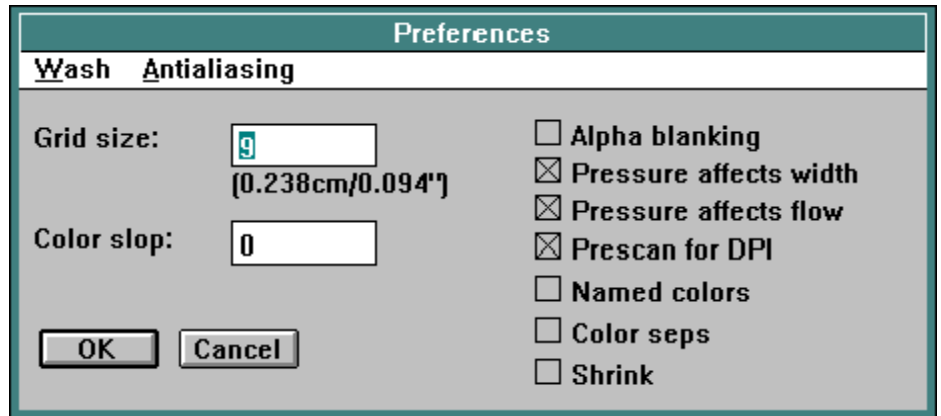 Preferences
Wash Antialiasing
Grid size: 9
(0.238cm/0.094")
Color slop: 0
OK Cancel
Alpha blanking
Pressure affects width
Pressure affects flow
Prescan for DPI
Named colors
Color seps
Shrink